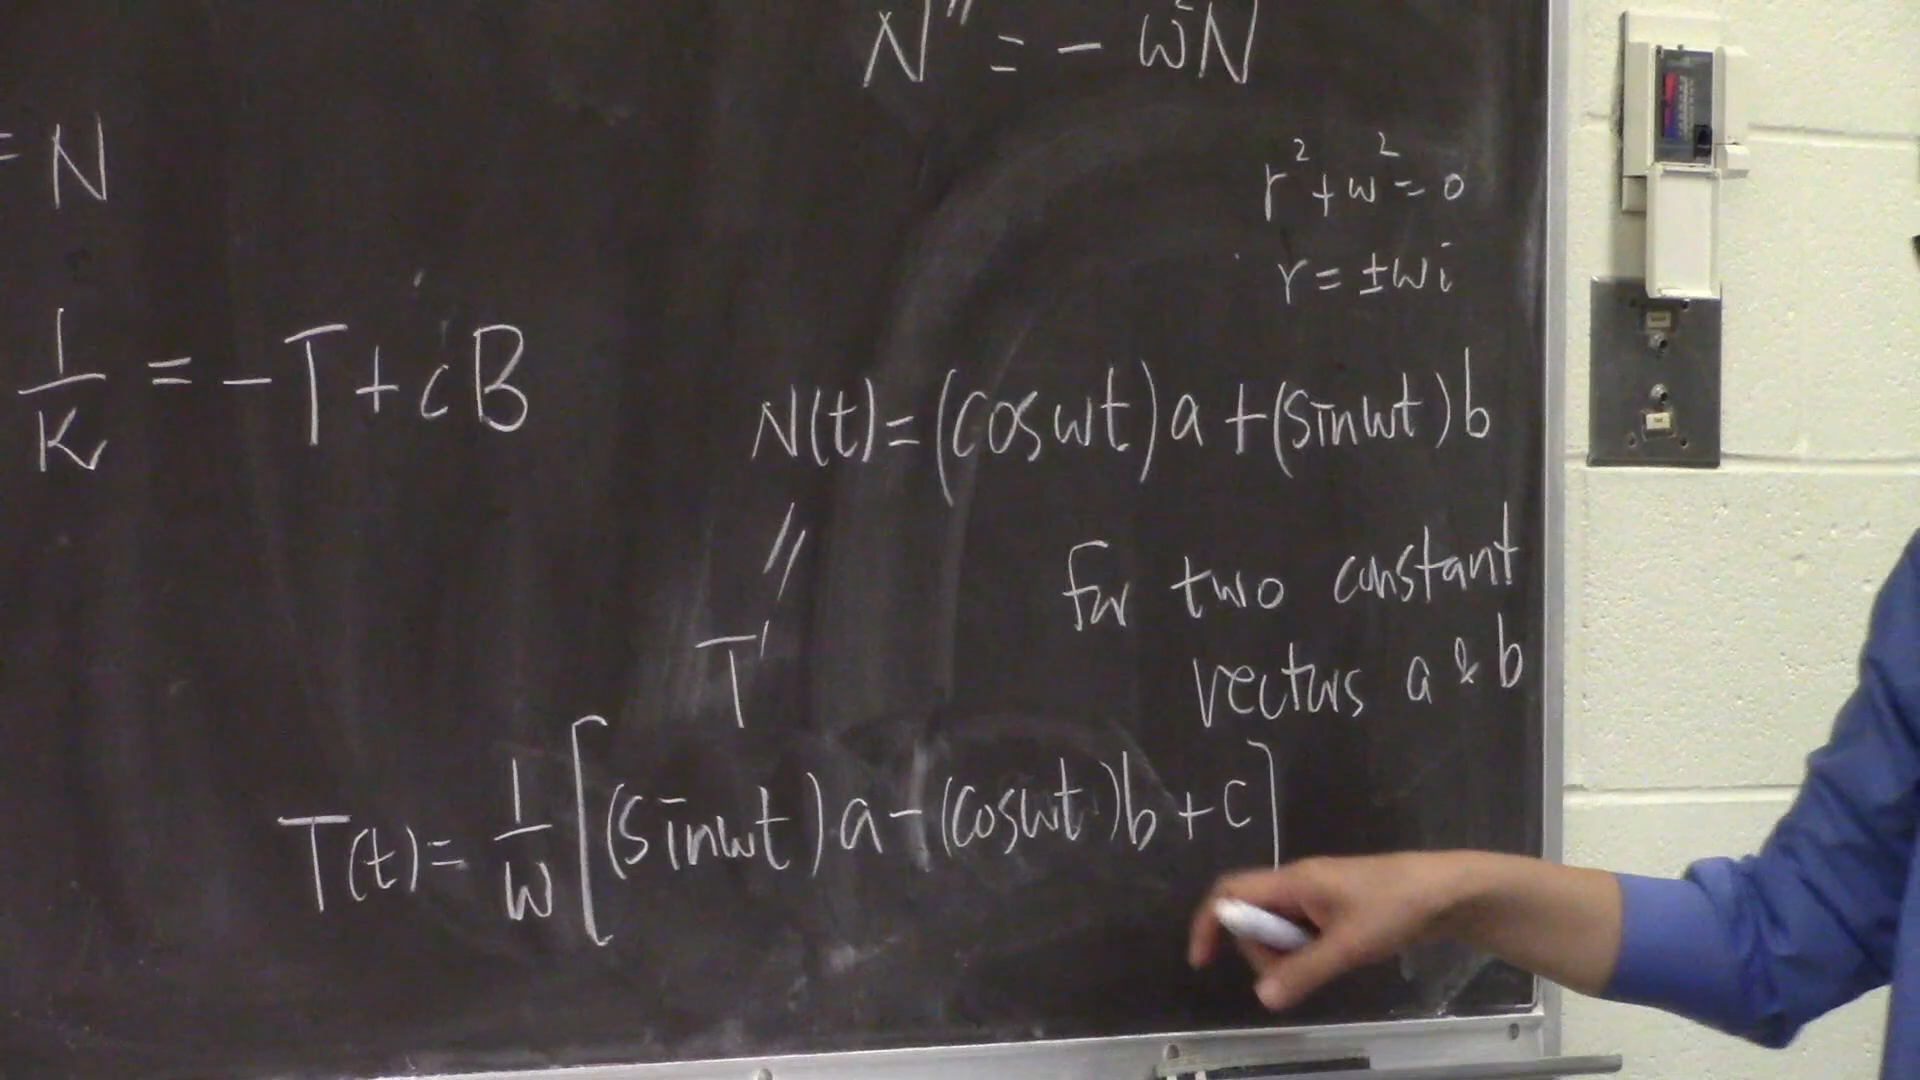 N'' = - ω²N
= N
r² + ω² = 0
r = ±ωi
1/K = - T + cB
N(t) = (cos ωt) a + (sin ωt) b
//
for two constant
T'
vectors a & b
T(t) = 1/ω [(sin ωt) a - (cos ωt) b + c]